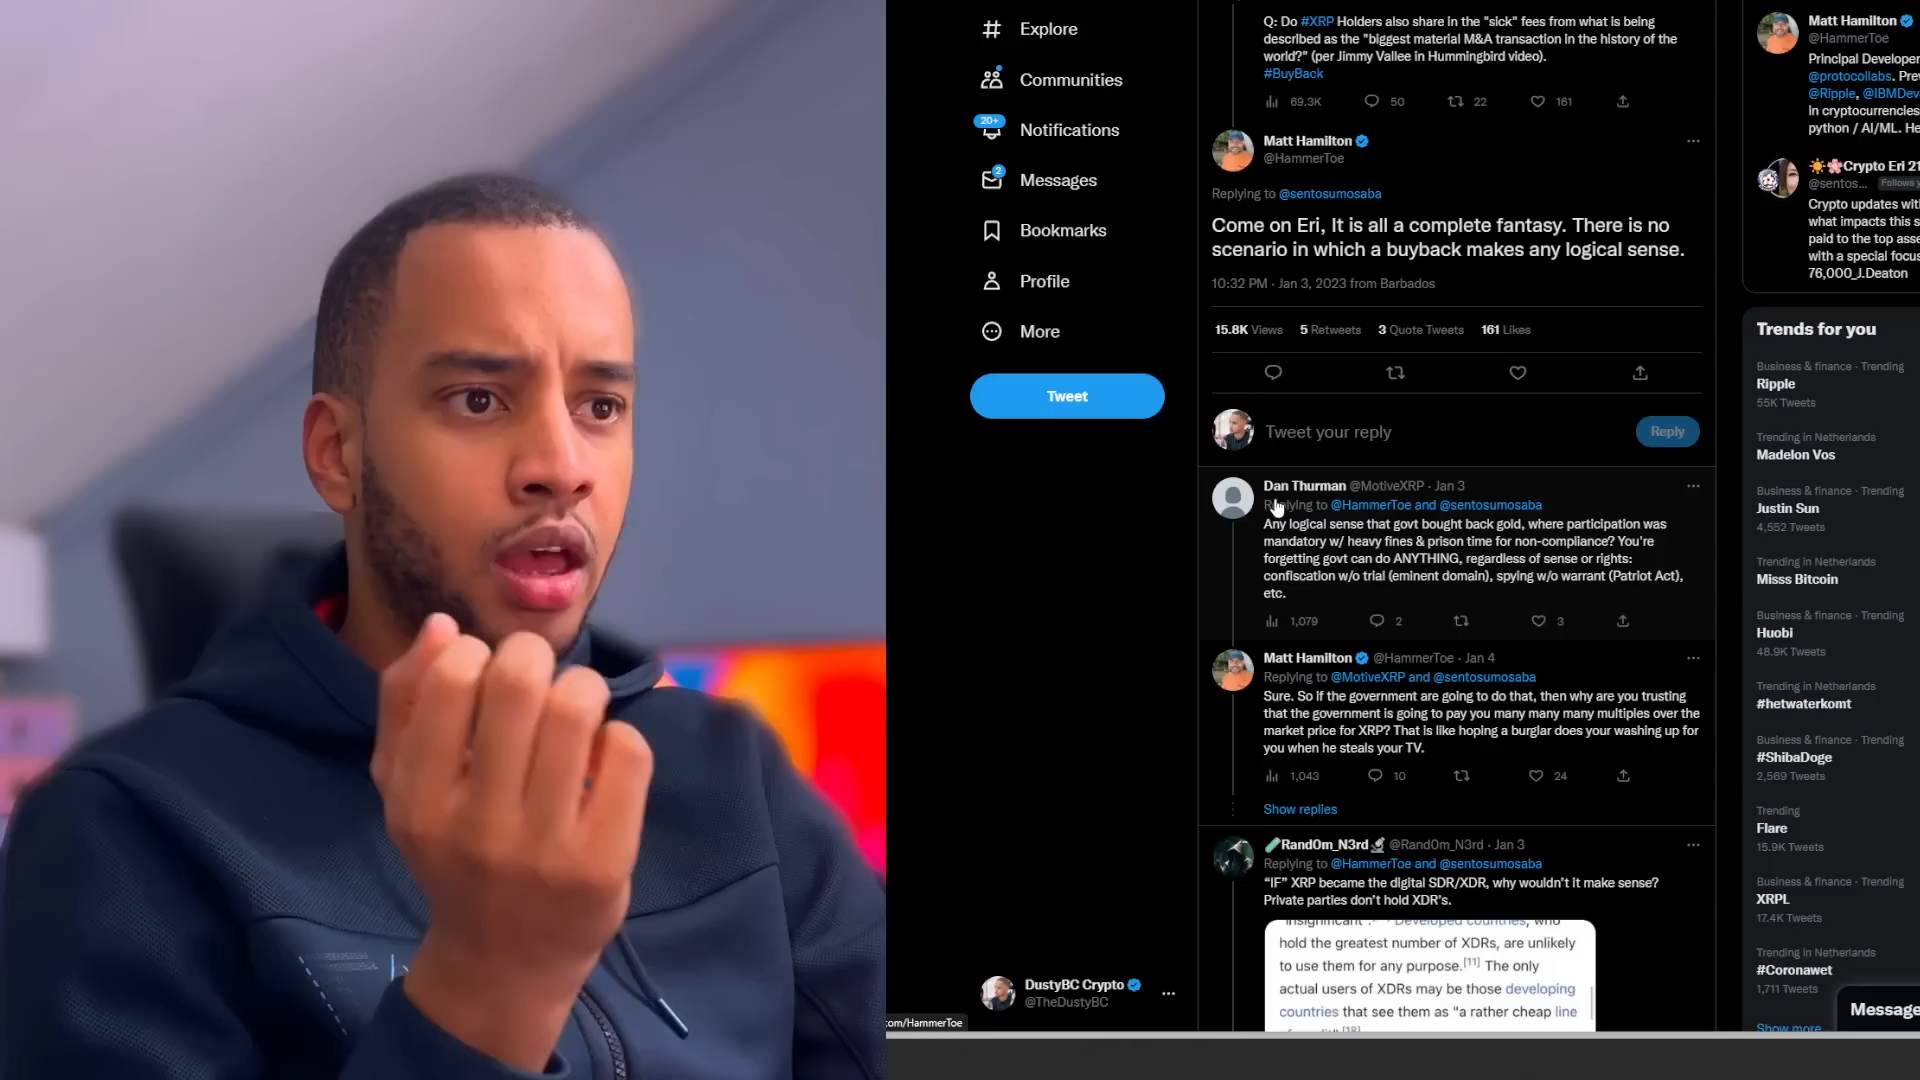 Explore
Communities
20+
Notifications
2
Messages
Bookmarks
Profile
More
Tweet
DustyBC Crypto
@TheDustyBC
com/HammerToe
Q: Do #XRP Holders also share in the "sick" fees from what is being
described as the "biggest material M&A transaction in the history of the
world?" (per Jimmy Vallee in Hummingbird video).
#BuyBack
69.3K 50 22 161
Matt Hamilton
@HammerToe
Replying to @sentosumosaba
Come on Eri, It is all a complete fantasy. There is no
scenario in which a buyback makes any logical sense.
10:32 PM · Jan 3, 2023 from Barbados
15.8K Views 5 Retweets 3 Quote Tweets 161 Likes
Tweet your reply
Reply
Dan Thurman @MotiveXRP · Jan 3
Replying to @HammerToe and @sentosumosaba
Any logical sense that govt bought back gold, where participation was
mandatory w/ heavy fines & prison time for non-compliance? You're
forgetting govt can do ANYTHING, regardless of sense or rights:
confiscation w/o trial (eminent domain), spying w/o warrant (Patriot Act),
etc.
1,079 2 3
Matt Hamilton @HammerToe · Jan 4
Replying to @MotiveXRP and @sentosumosaba
Sure. So if the government are going to do that, then why are you trusting
that the government is going to pay you many many many multiples over the
market price for XRP? That is like hoping a burglar does your washing up for
you when he steals your TV.
1,043 10 24
Show replies
Rand0m_N3rd @Rand0m_N3rd · Jan 3
Replying to @HammerToe and @sentosumosaba
“IF” XRP became the digital SDR/XDR, why wouldn’t it make sense?
Private parties don’t hold XDR’s.
Developed countries, who
hold the greatest number of XDRs, are unlikely
to use them for any purpose.[11] The only
actual users of XDRs may be those developing
countries that see them as "a rather cheap line
Matt Hamilton
@HammerToe
Principal Developer
@protocollabs. Prev
@Ripple, @IBMDev
in cryptocurrencies
python / AI/ML. He
Crypto Eri 21
@sentos... Follows y
Crypto updates with
what impacts this s
paid to the top asse
with a special focus
76,000_J.Deaton
Trends for you
Business & finance · Trending
Ripple
55K Tweets
Trending in Netherlands
Madelon Vos
Business & finance · Trending
Justin Sun
4,552 Tweets
Trending in Netherlands
Misss Bitcoin
Business & finance · Trending
Huobi
48.9K Tweets
Trending in Netherlands
#hetwaterkomt
Business & finance · Trending
#ShibaDoge
2,569 Tweets
Trending
Flare
15.9K Tweets
Business & finance · Trending
XRPL
17.4K Tweets
Trending in Netherlands
#Coronawet
1,711 Tweets
Show more
Message